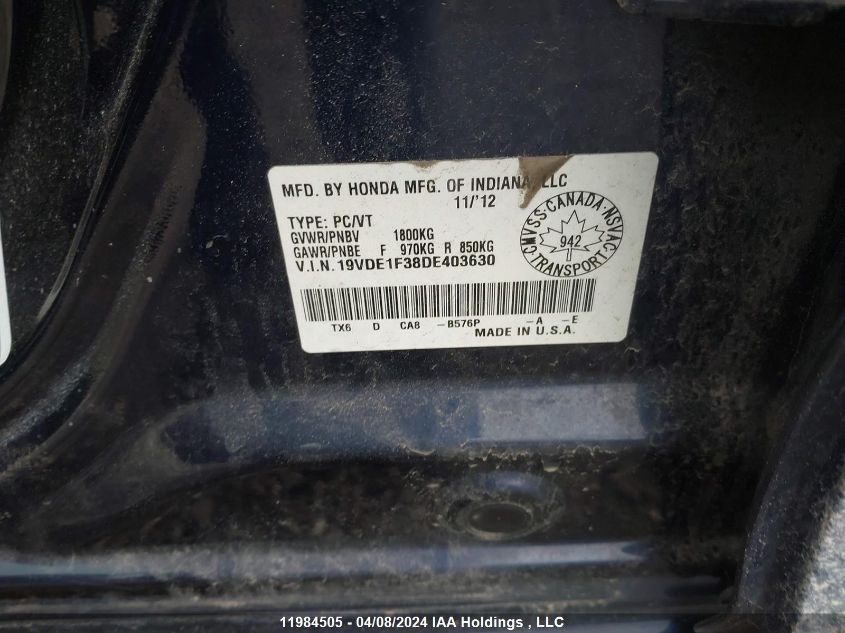 MFD. BY HONDA MFG. OF INDIANA, LLC
11/'12
TYPE: PC/VT
GVWR/PNBV 1800KG
GAWR/PNBE F 970KG R 850KG
V.I.N. 19VDE1F38DE403630
CMVSS·CANADA·NSVAC
942
TRANSPORT
TX6 D CA8 -B576P -A -E
MADE IN U.S.A.
11984505 - 04/08/2024 IAA Holdings , LLC